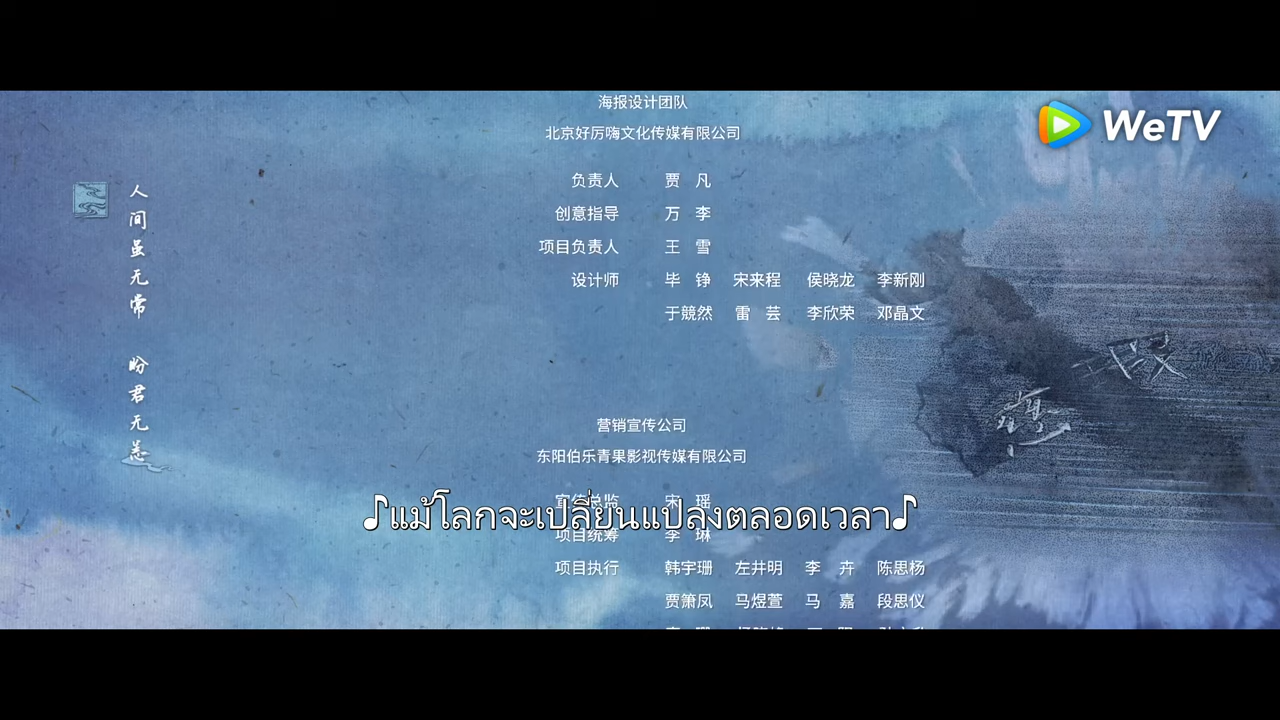 WeTV
人间虽无常 盼君无恙
海报设计团队
北京好厉嗨文化传媒有限公司
负责人 贾 凡
创意指导 万 李
项目负责人 王 雪
设计师 毕 铮 宋来程 侯晓龙 李新刚
于競然 雷 芸 李欣荣 邓晶文
营销宣传公司
东阳伯乐青果影视传媒有限公司
宣传总监 宋 瑶
♪แม้โลกจะเปลี่ยนแปลงตลอดเวลา♪
项目统筹 李 琳
项目执行 韩宇珊 左井明 李 卉 陈思杨
贾箫凤 马煜萱 马 嘉 段思仪